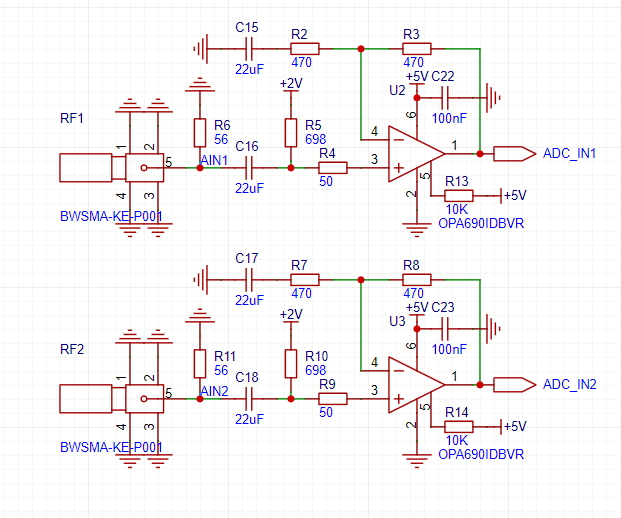 C15
R2
R3
22uF
470
470
+2V
+5V
C22
U2
RF1
R6
56
R5
698
100nF
6
1
2
4
1
ADC_IN1
C16
R4
3
5
AIN1
22uF
50
5
R13
+5V
4
3
2
10K
BWSMA-KE-P001
OPA690IDBVR
C17
R7
R8
22uF
470
470
+2V
+5V
C23
U3
RF2
R11
56
R10
698
100nF
6
1
2
4
1
ADC_IN2
C18
R9
3
5
AIN2
22uF
50
5
R14
+5V
4
3
2
10K
BWSMA-KE-P001
OPA690IDBVR